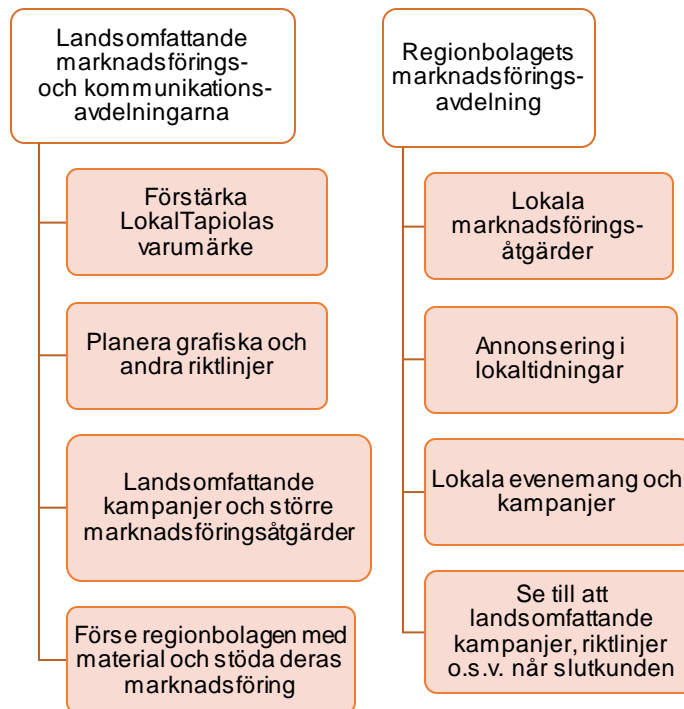 Landsomfattande
marknadsförings-
och kommunikations-
avdelningarna
Förstärka
LokalTapiolas
varumärke
Planera grafiska och
andra riktlinjer
Landsomfattande
kampanjer och större
marknadsföringsåtgärder
Förse regionbolagen med
material och stöda deras
marknadsföring
Regionbolagets
marknadsförings-
avdelning
Lokala
marknadsförings-
åtgärder
Annonsering i
lokaltidningar
Lokala evenemang och
kampanjer
Se till att
landsomfattande
kampanjer, riktlinjer
o.s.v. når slutkunden